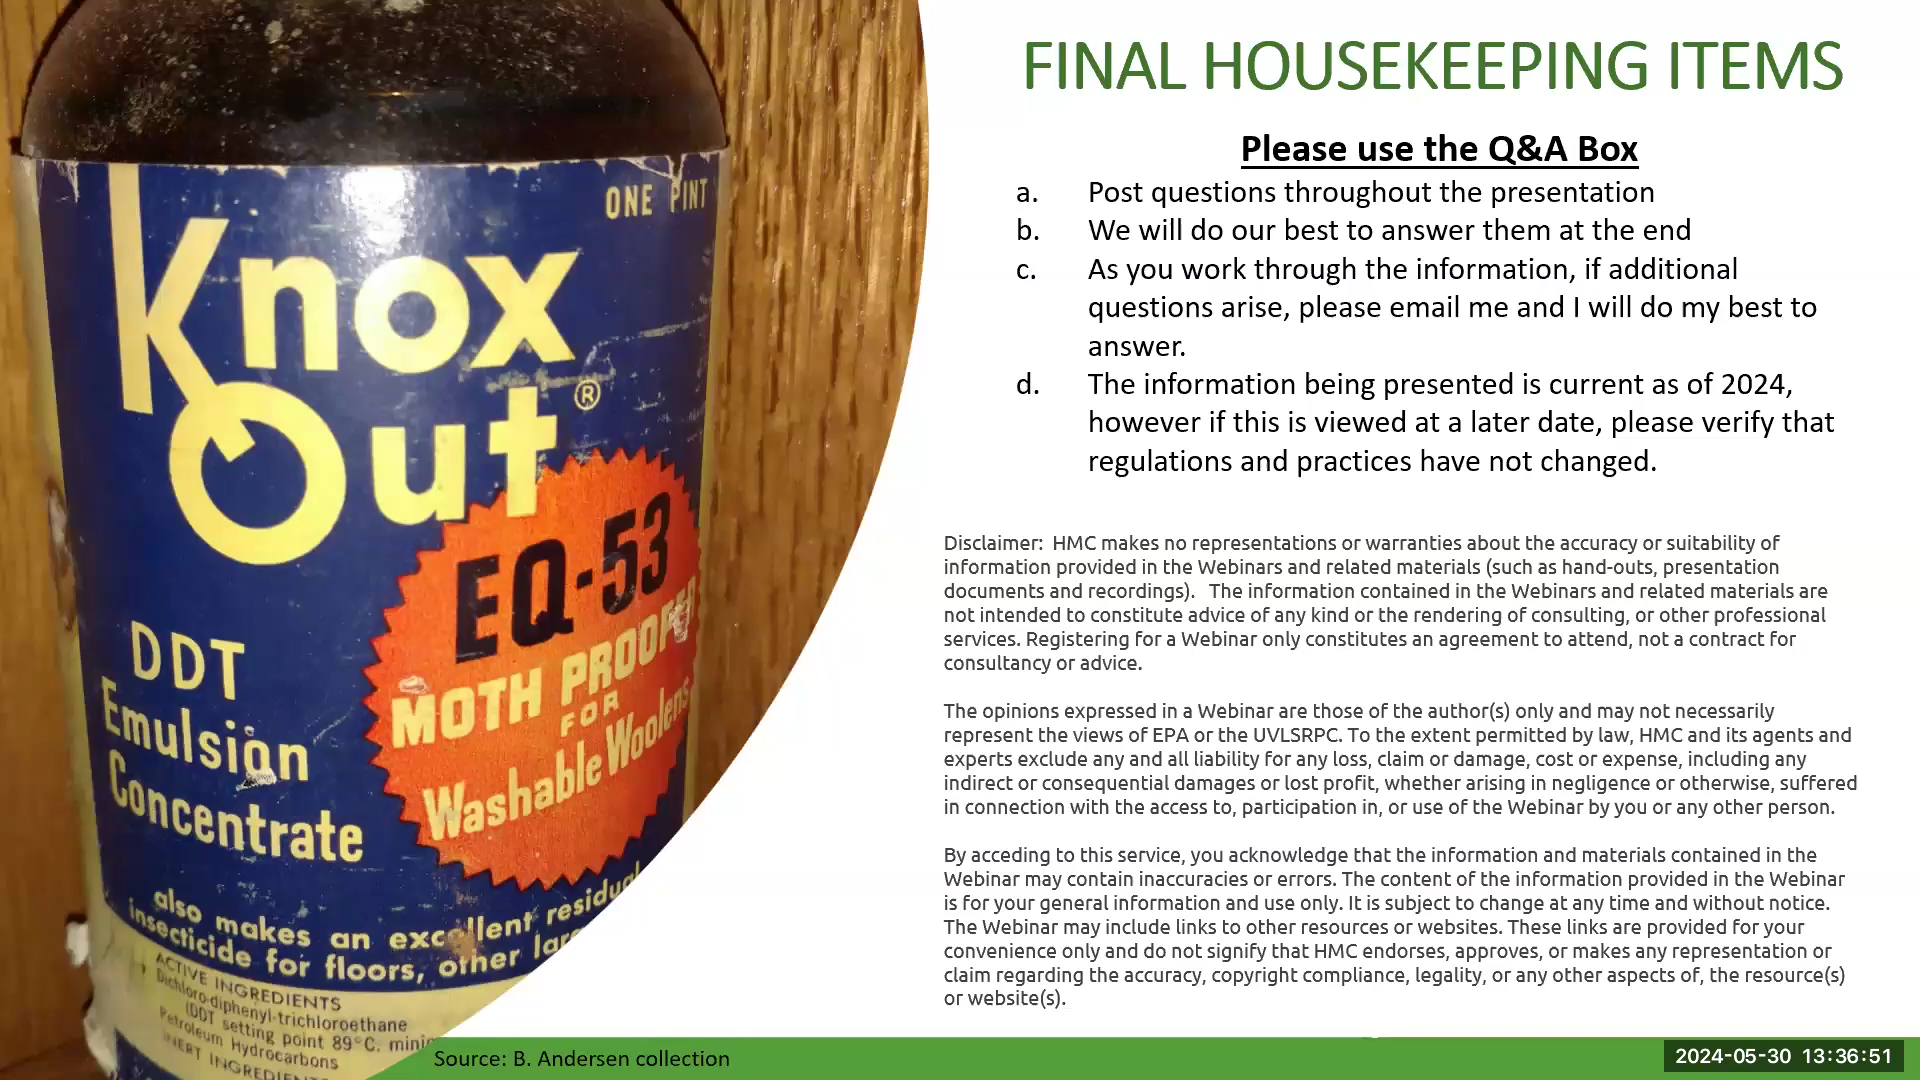 ONE PINT
Knox
Out®
EQ-53
MOTH PROOFER
FOR
Washable Woolens
DDT
Emulsion
Concentrate
also makes an excellent residual
insecticide for floors, other
ACTIVE INGREDIENTS
Dichloro-diphenyl-trichloroethane
(DDT setting point 89°C.
Petroleum Hydrocarbons
INERT
FINAL HOUSEKEEPING ITEMS
Please use the Q&A Box
a. Post questions throughout the presentation
b. We will do our best to answer them at the end
c. As you work through the information, if additional
questions arise, please email me and I will do my best to
answer.
d. The information being presented is current as of 2024,
however if this is viewed at a later date, please verify that
regulations and practices have not changed.
Disclaimer: HMC makes no representations or warranties about the accuracy or suitability of
information provided in the Webinars and related materials (such as hand-outs, presentation
documents and recordings). The information contained in the Webinars and related materials are
not intended to constitute advice of any kind or the rendering of consulting, or other professional
services. Registering for a Webinar only constitutes an agreement to attend, not a contract for
consultancy or advice.
The opinions expressed in a Webinar are those of the author(s) only and may not necessarily
represent the views of EPA or the UVLSRPC. To the extent permitted by law, HMC and its agents and
experts exclude any and all liability for any loss, claim or damage, cost or expense, including any
indirect or consequential damages or lost profit, whether arising in negligence or otherwise, suffered
in connection with the access to, participation in, or use of the Webinar by you or any other person.
By acceding to this service, you acknowledge that the information and materials contained in the
Webinar may contain inaccuracies or errors. The content of the information provided in the Webinar
is for your general information and use only. It is subject to change at any time and without notice.
The Webinar may include links to other resources or websites. These links are provided for your
convenience only and do not signify that HMC endorses, approves, or makes any representation or
claim regarding the accuracy, copyright compliance, legality, or any other aspects of, the resource(s)
or website(s).
Source: B. Andersen collection
2024-05-30 13:36:51